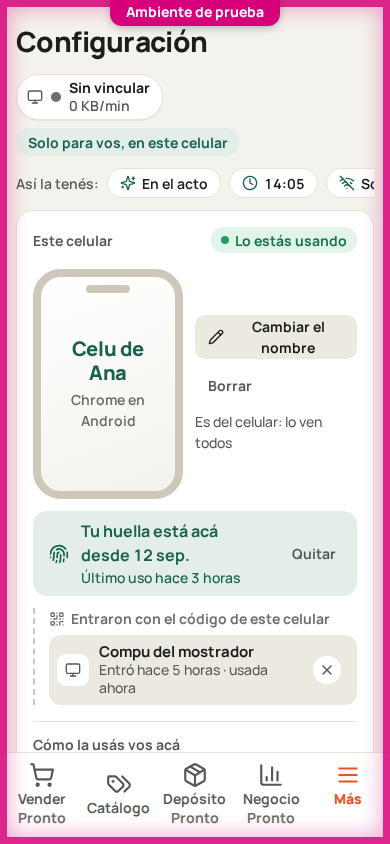 Ambiente de prueba
Configuración
Sin vincular
0 KB/min
Solo para vos, en este celular
Así la tenés:
En el acto
14:05
Este celular
Lo estás usando
Celu de
Ana
Chrome en
Android
Cambiar el
nombre
Borrar
Es del celular: lo ven
todos
Tu huella está acá
desde 12 sep.
Último uso hace 3 horas
Quitar
Entraron con el código de este celular
Compu del mostrador
Entró hace 5 horas · usada
ahora
Cómo la usás vos acá
Vender
Pronto
Catálogo
Depósito
Pronto
Negocio
Pronto
Más